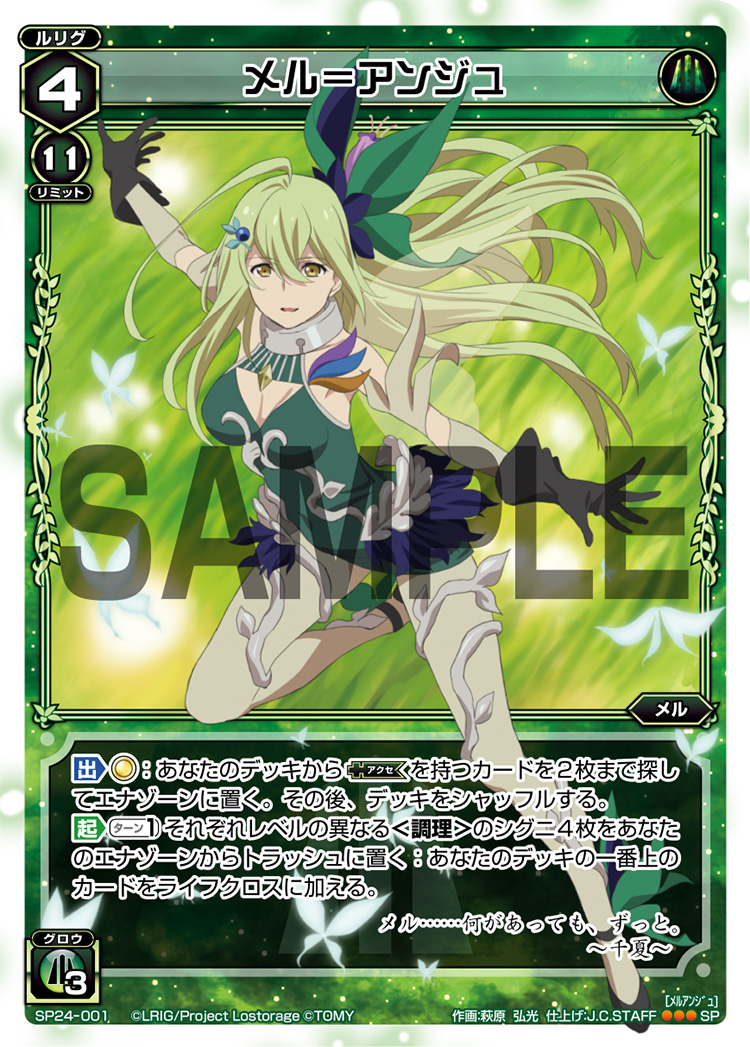 ルリグ
4
メル＝アンジュ
11
リミット
SAMPLE
メル
出：あなたのデッキからアクセを持つカードを２枚まで探し
てエナゾーンに置く。その後、デッキをシャッフルする。
起ターン1 それぞれレベルの異なる＜調理＞のシグニ４枚をあなた
のエナゾーンからトラッシュに置く：あなたのデッキの一番上の
カードをライフクロスに加える。
メル……何があっても、ずっと。
～千夏～
グロウ
3
[メルアンジュ]
SP24-001 ©LRIG/Project Lostorage ©TOMY 作画:萩原 弘光 仕上げ:J.C.STAFF SP